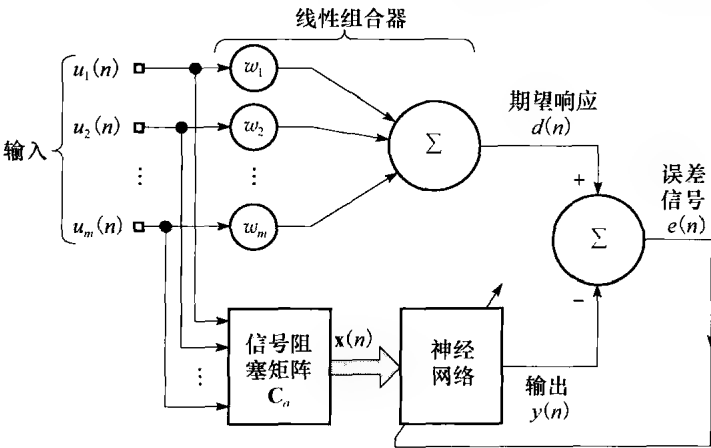 线性组合器
输入
u₁(n)
w₁
u₂(n)
w₂
⋮
⋮
uₘ(n)
wₘ
Σ
期望响应
d(n)
+
Σ
−
误差
信号
e(n)
信号阻
塞矩阵
Cₐ
⋮
x(n)
神经
网络
输出
y(n)